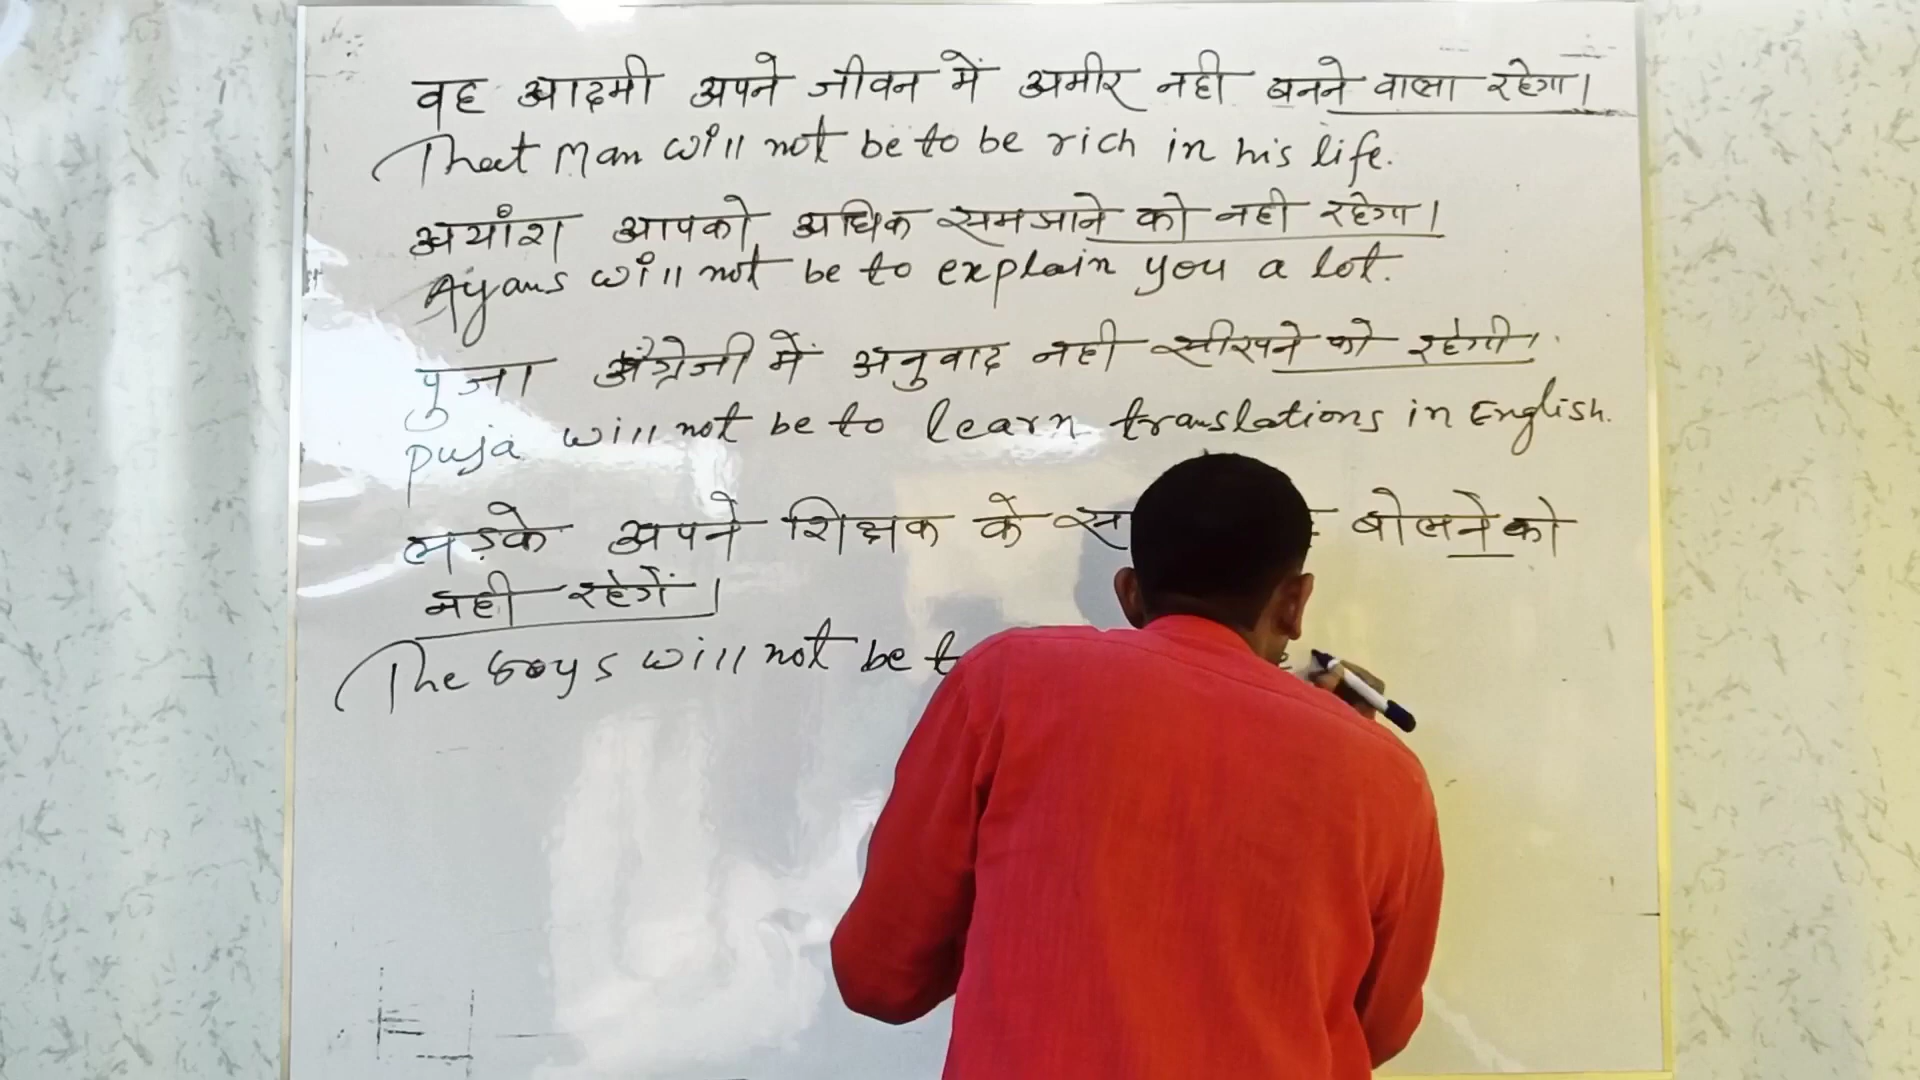 वह आदमी अपने जीवन में अमीर नही बनने वाला रहेगा।
That Man will not be to be rich in his life.
अयांश आपको अधिक समजाने को नही रहेगा।
Ayans will not be to explain you a lot.
पुजा अंग्रेजी में अनुवाद नही सीखने को रहेगी।
puja will not be to learn translations in English.
लड़के अपने शिक्षक के बोलने को
नही रहेगें।
The boys will not be